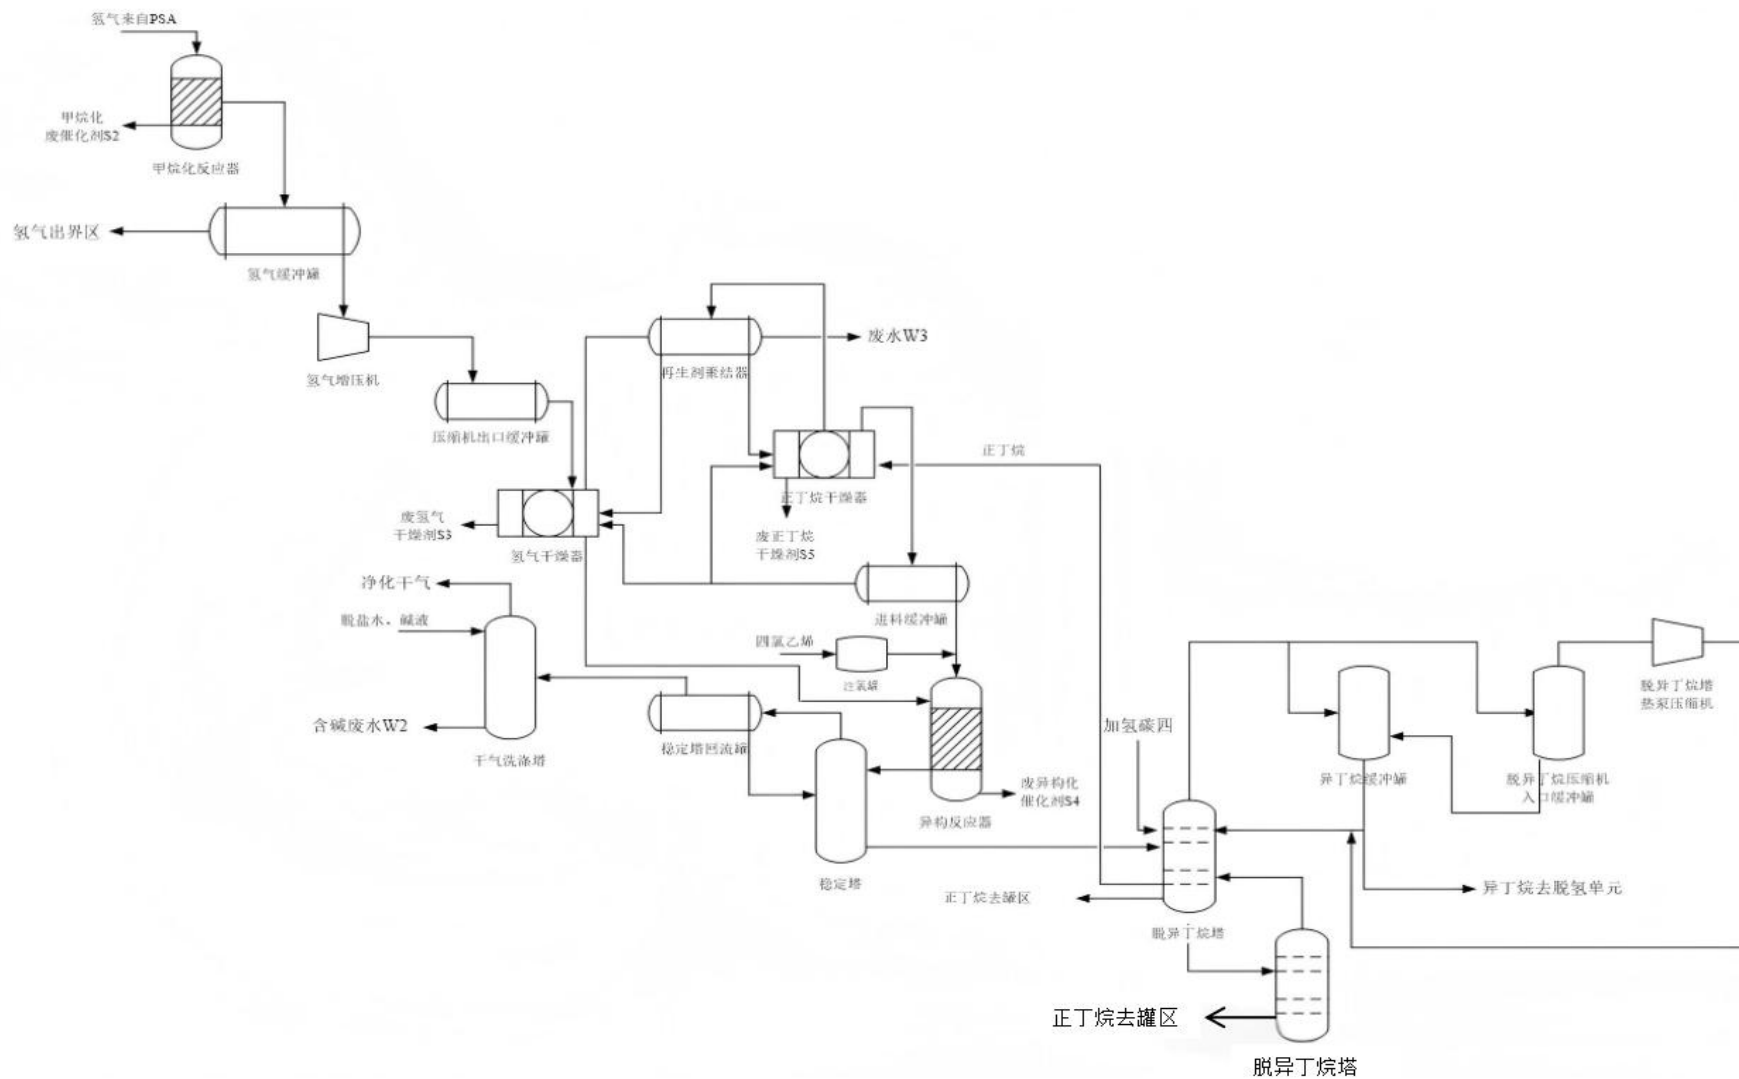 氢气来自PSA
甲烷化
废催化剂S2
甲烷化反应器
氢气出界区
氢气缓冲罐
氢气增压机
废水W3
再生剂凝结器
压缩机出口缓冲罐
正丁烷
正丁烷干燥器
废氢气
干燥剂S3
氢气干燥器
废正丁烷
干燥剂S5
净化干气
脱盐水、碱液
进料缓冲罐
四氯乙烯
注氯罐
脱异丁烷塔
热泵压缩机
含碱废水W2
稳定塔回流罐
加氢碳四
干气洗涤塔
废异构化
催化剂S4
异丁烷缓冲罐
脱异丁烷压缩机
入口缓冲罐
异构反应器
稳定塔
正丁烷去罐区
异丁烷去脱氢单元
脱异丁烷塔
正丁烷去罐区
脱异丁烷塔